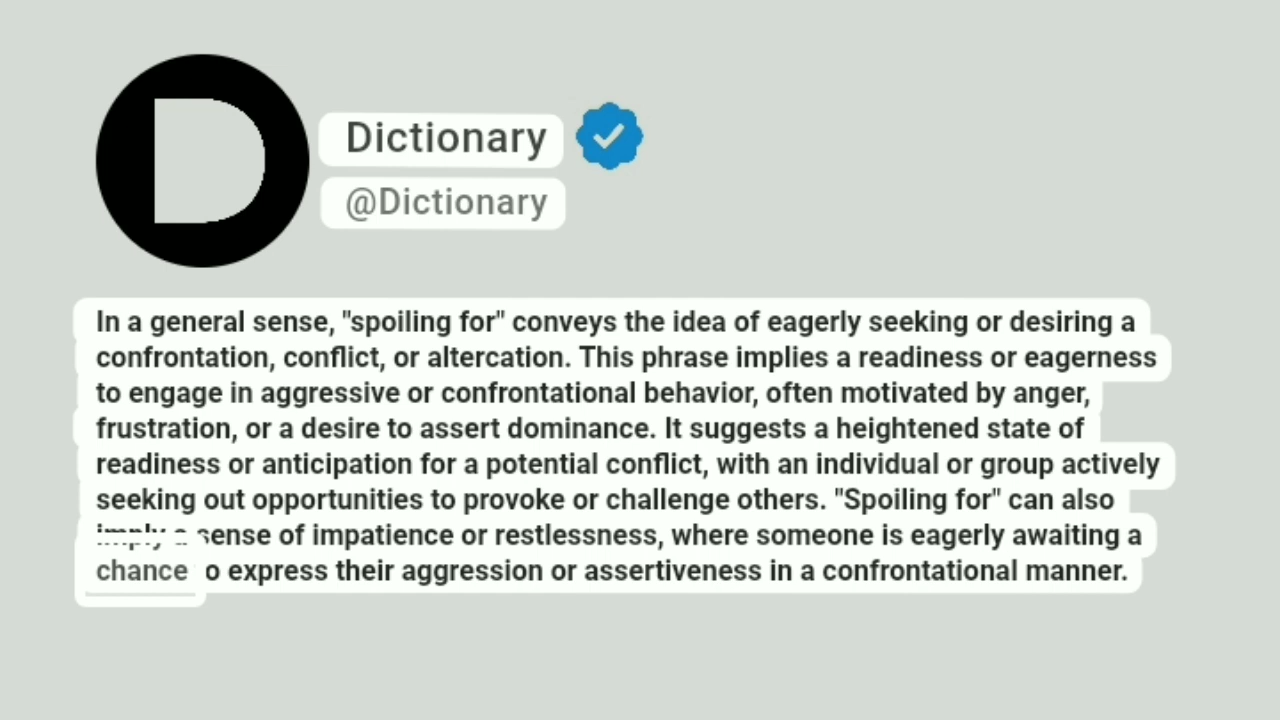 Dictionary
@Dictionary
In a general sense, "spoiling for" conveys the idea of eagerly seeking or desiring a
confrontation, conflict, or altercation. This phrase implies a readiness or eagerness
to engage in aggressive or confrontational behavior, often motivated by anger,
frustration, or a desire to assert dominance. It suggests a heightened state of
readiness or anticipation for a potential conflict, with an individual or group actively
seeking out opportunities to provoke or challenge others. "Spoiling for" can also
imply a sense of impatience or restlessness, where someone is eagerly awaiting a
chance o express their aggression or assertiveness in a confrontational manner.